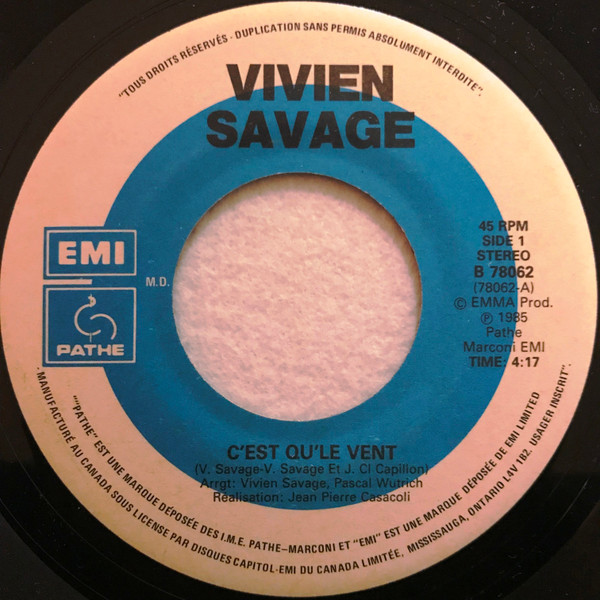 "TOUS DROITS RÉSERVÉS · DUPLICATION SANS PERMIS ABSOLUMENT INTERDITE".
VIVIEN
SAVAGE
EMI
M.D.
PATHE
45 RPM
SIDE 1
STEREO
B 78062
(78062-A)
© EMMA Prod.
℗ 1985
Pathe
Marconi EMI
TIME: 4:17
C'EST QU'LE VENT
(V. Savage-V. Savage Et J. Cl Capillon)
Arrgt: Vivien Savage, Pascal Wutrich
Réalisation: Jean Pierce Casacoli
""PATHE" EST UNE MARQUE DÉPOSÉE DES I.M.E. PATHE-MARCONI ET "EMI" EST UNE MARQUE DÉPOSÉE DE EMI LIMITED
· MANUFACTURÉ AU CANADA SOUS LICENSE PAR DISQUES CAPITOL-EMI DU CANADA LIMITÉE, MISSISSAUGA, ONTARIO L4V 1B2. USAGER INSCRIT".